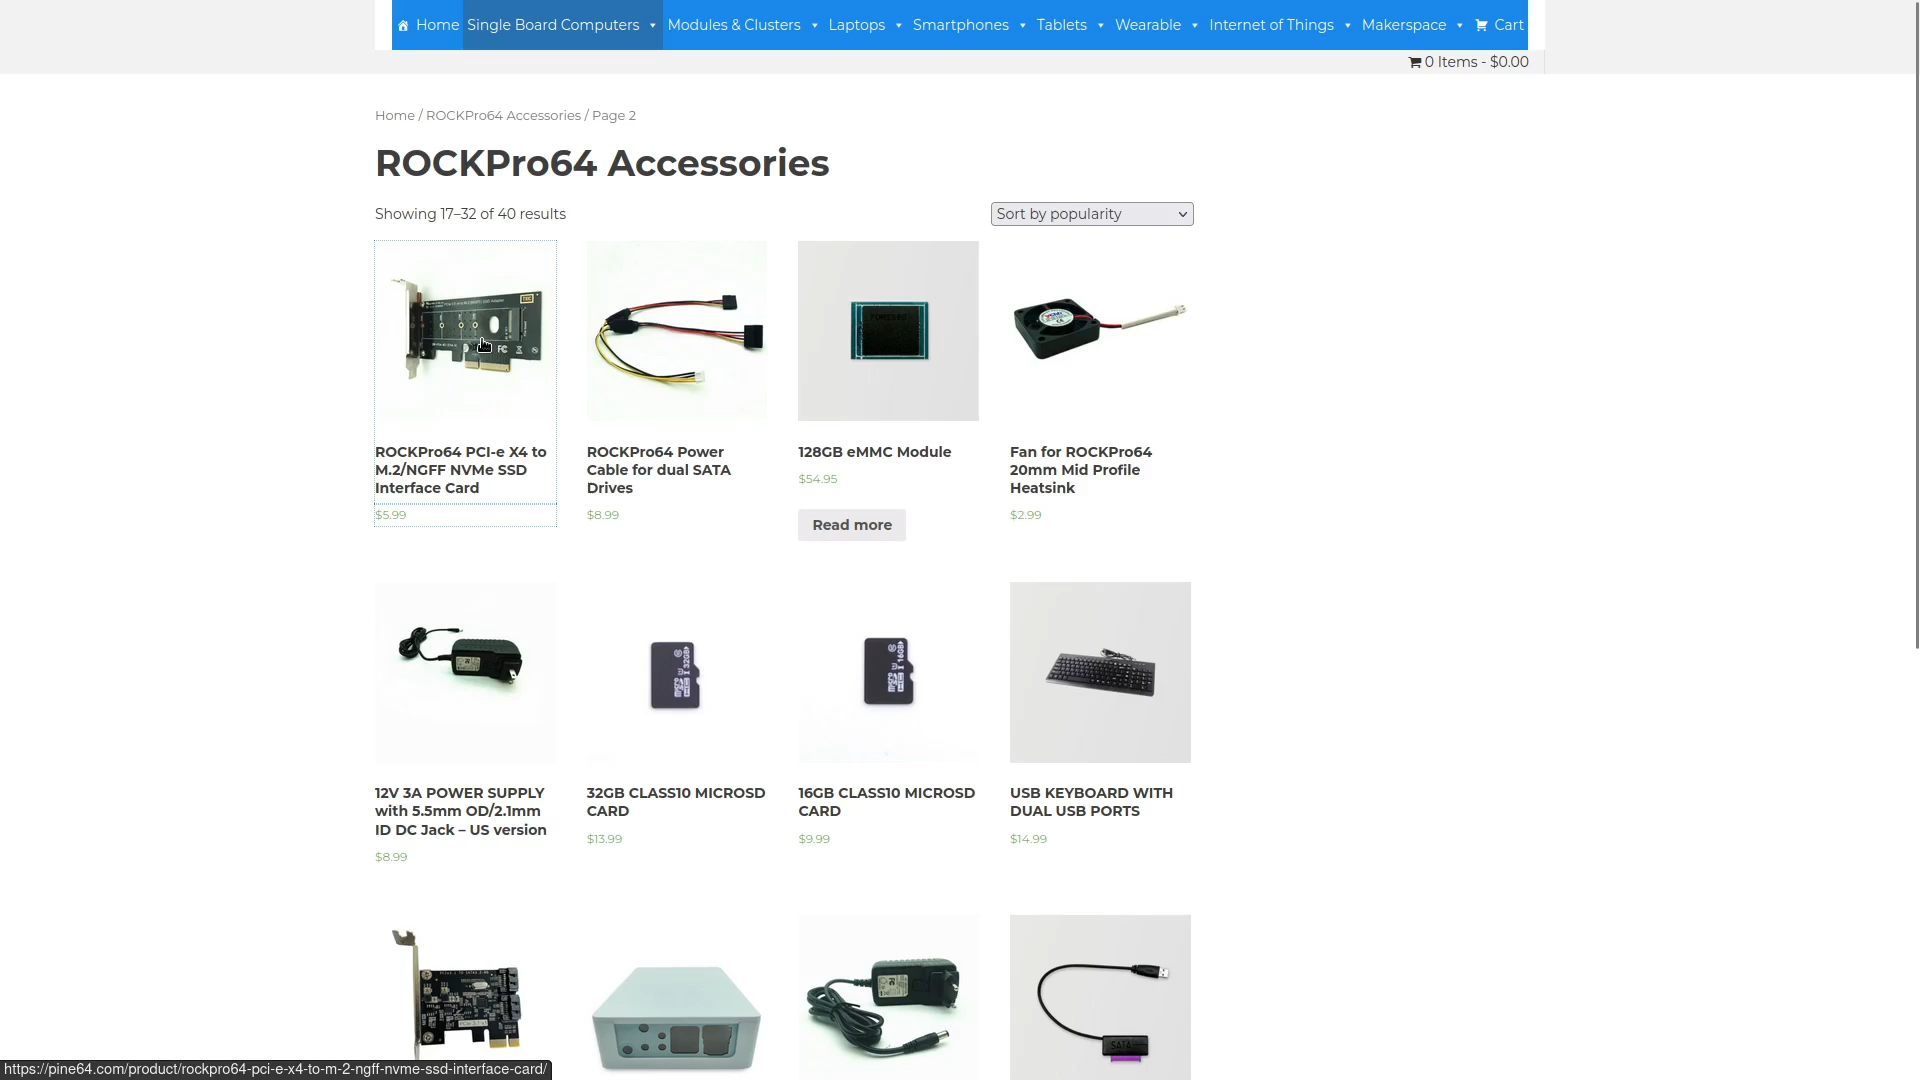 Home Single Board Computers Modules & Clusters Laptops Smartphones Tablets Wearable Internet of Things Makerspace Cart
0 Items - $0.00
Home / ROCKPro64 Accessories / Page 2
ROCKPro64 Accessories
Showing 17–32 of 40 results
Sort by popularity
ROCKPro64 PCI-e X4 to
M.2/NGFF NVMe SSD
Interface Card
$5.99
ROCKPro64 Power
Cable for dual SATA
Drives
$8.99
128GB eMMC Module
$54.95
Read more
Fan for ROCKPro64
20mm Mid Profile
Heatsink
$2.99
12V 3A POWER SUPPLY
with 5.5mm OD/2.1mm
ID DC Jack – US version
$8.99
32GB CLASS10 MICROSD
CARD
$13.99
16GB CLASS10 MICROSD
CARD
$9.99
USB KEYBOARD WITH
DUAL USB PORTS
$14.99
SATA
https://pine64.com/product/rockpro64-pci-e-x4-to-m-2-ngff-nvme-ssd-interface-card/